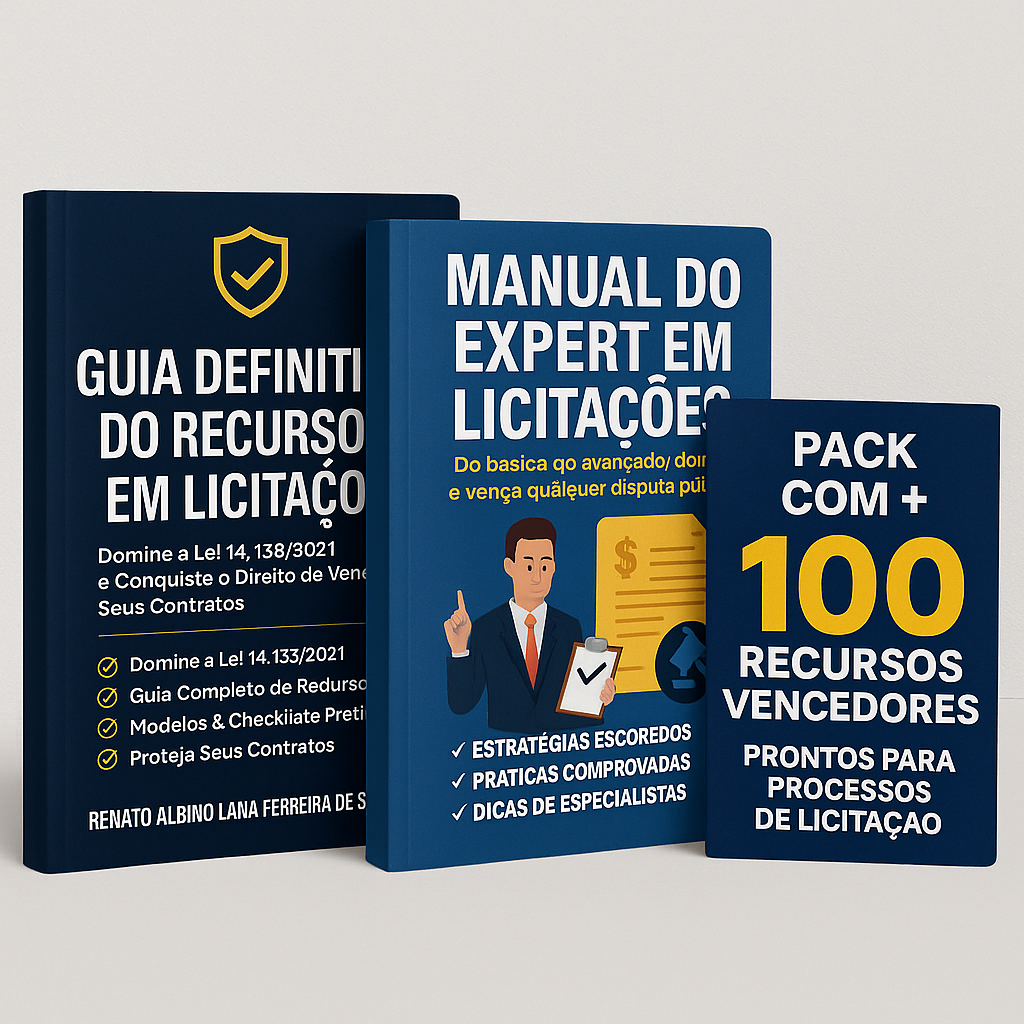 GUIA DEFINITI
DO RECURSO
EM LICITAÇO
Domine a Le! 14, 138/3021
e Conquiste o Direito de Vene
Seus Contratos
Domine a Le! 14.133/2021
Guia Completo de Redurso
Modelos & Checkliate Preti
Proteja Seus Contratos
RENATO ALBINO LANA FERREIRA DE S
MANUAL DO
EXPERT EM
LICITAÇÕES
Do basica qo avançado/ dom
e vença quãlęuer disputa púb
$
✓ ESTRATÉGIAS ESCOREDOS
✓ PRATICAS COMPROVADAS
✓ DICAS DE ESPECIALISTAS
PACK
COM +
100
RECURSOS
VENCEDORES
PRONTOS PARA
PROCESSOS
DE LICITAÇAO